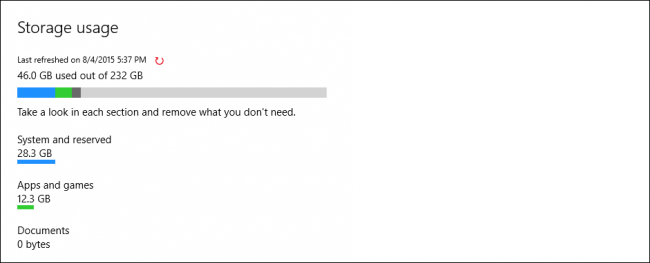 Storage usage
Last refreshed on 8/4/2015 5:37 PM
46.0 GB used out of 232 GB
Take a look in each section and remove what you don't need.
System and reserved
28.3 GB
Apps and games
12.3 GB
Documents
0 bytes